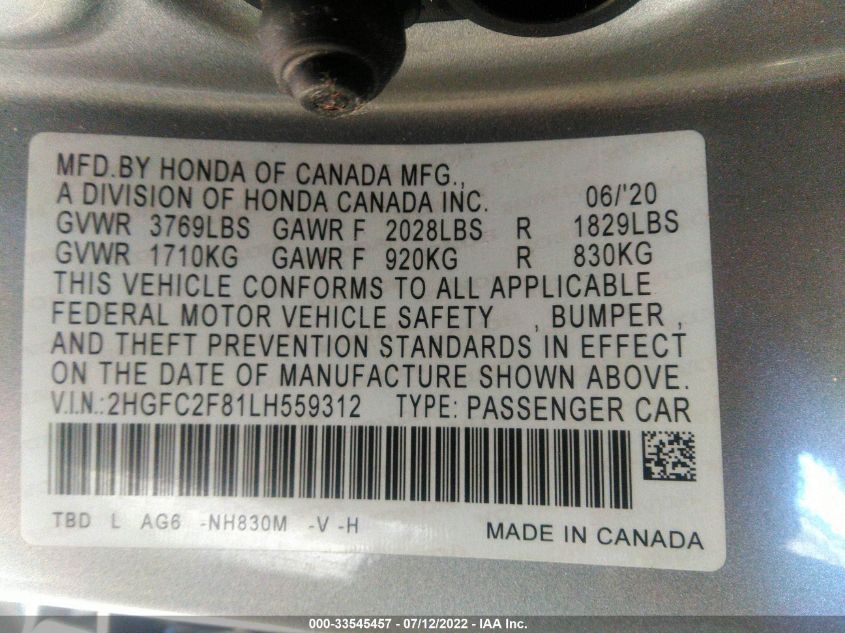 MFD.BY HONDA OF CANADA MFG.,
A DIVISION OF HONDA CANADA INC. 06/'20
GVWR 3769LBS GAWR F 2028LBS R 1829LBS
GVWR 1710KG GAWR F 920KG R 830KG
THIS VEHICLE CONFORMS TO ALL APPLICABLE
FEDERAL MOTOR VEHICLE SAFETY , BUMPER ,
AND THEFT PREVENTION STANDARDS IN EFFECT
ON THE DATE OF MANUFACTURE SHOWN ABOVE.
V.I.N.:2HGFC2F81LH559312 TYPE: PASSENGER CAR
TBD L AG6 -NH830M -V -H MADE IN CANADA
000-33545457 - 07/12/2022 - IAA Inc.